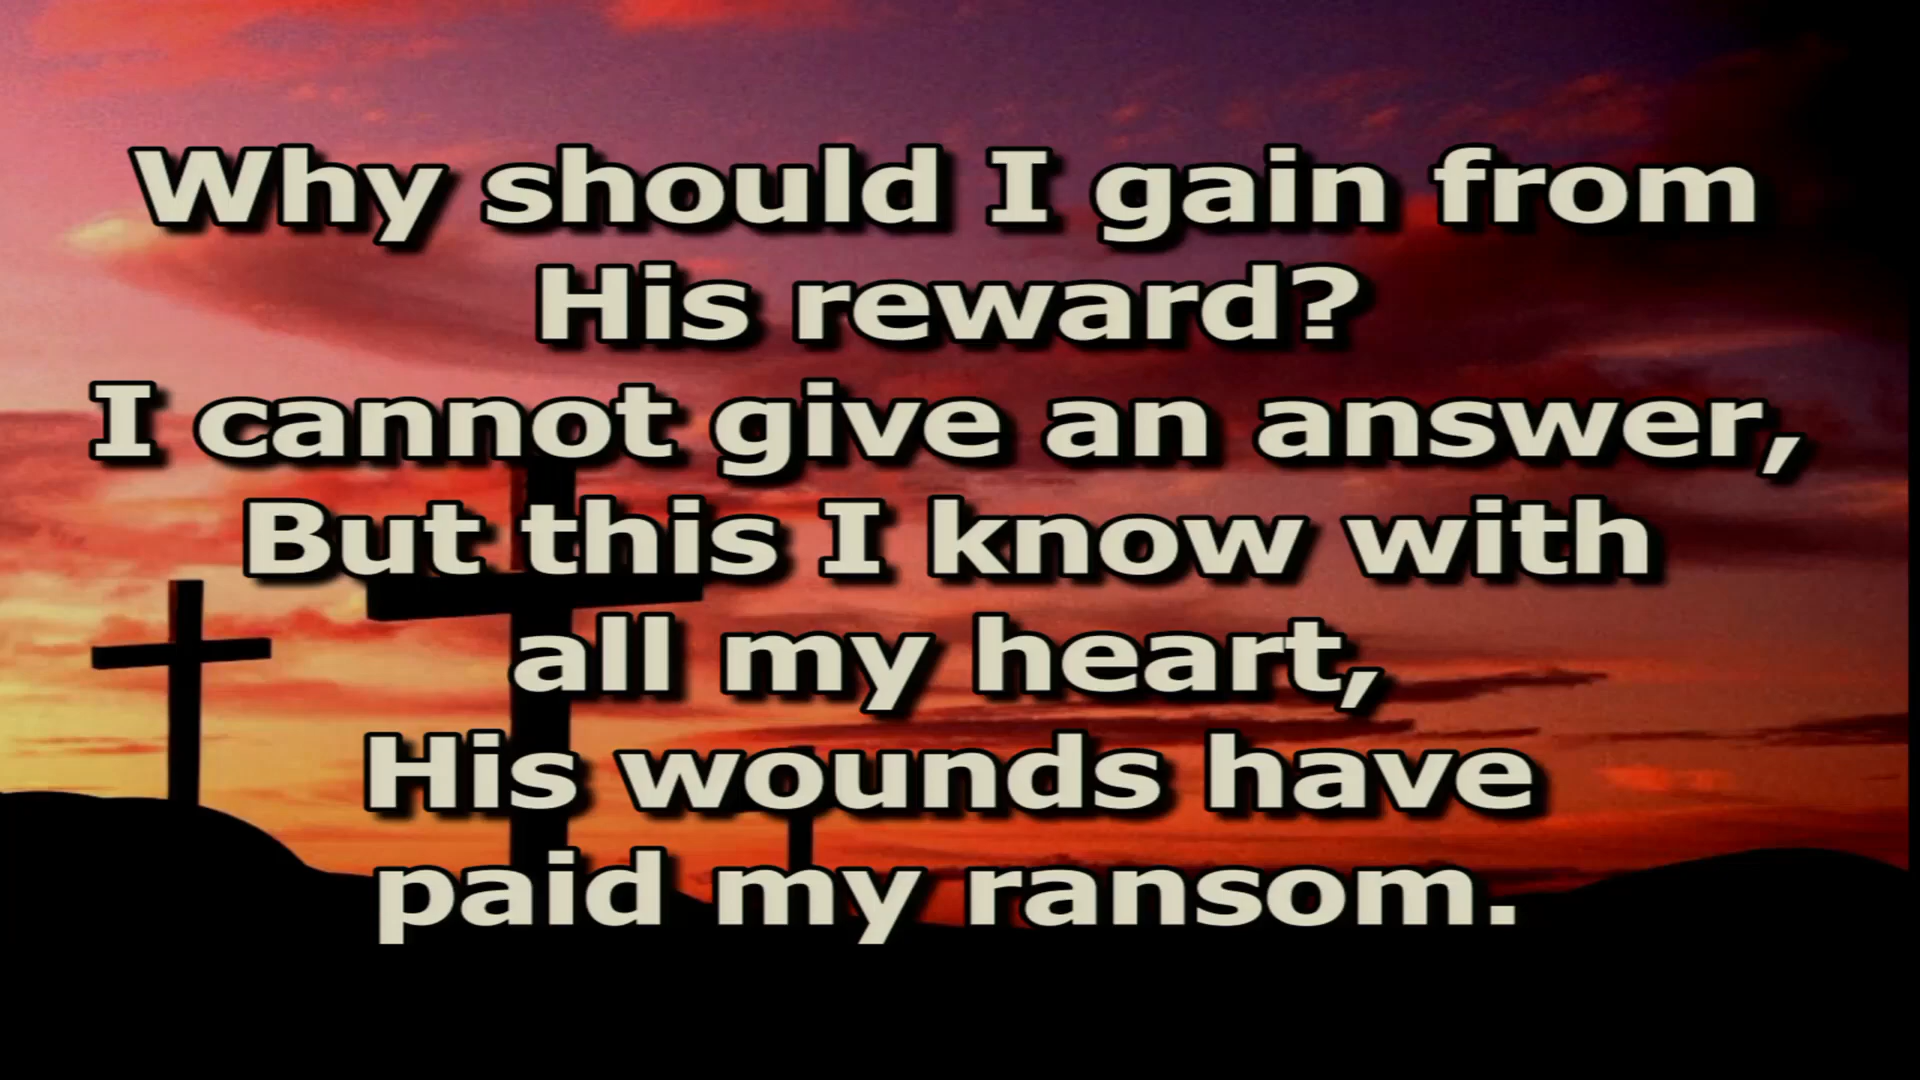 Why should I gain from
His reward?
I cannot give an answer,
But this I know with
all my heart,
His wounds have
paid my ransom.